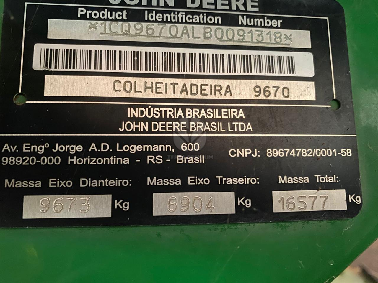 JOHN DEERE
Product Identification Number
*1CQ9670ALB0091318*
COLHEITADEIRA 9670
INDÚSTRIA BRASILEIRA
JOHN DEERE BRASIL LTDA
Av. Engº Jorge A.D. Logemann, 600
98920-000 Horizontina - RS - Brasil CNPJ: 89674782/0001-58
Massa Eixo Dianteiro: Massa Eixo Traseiro: Massa Total:
9673 Kg 6904 Kg 16577 Kg